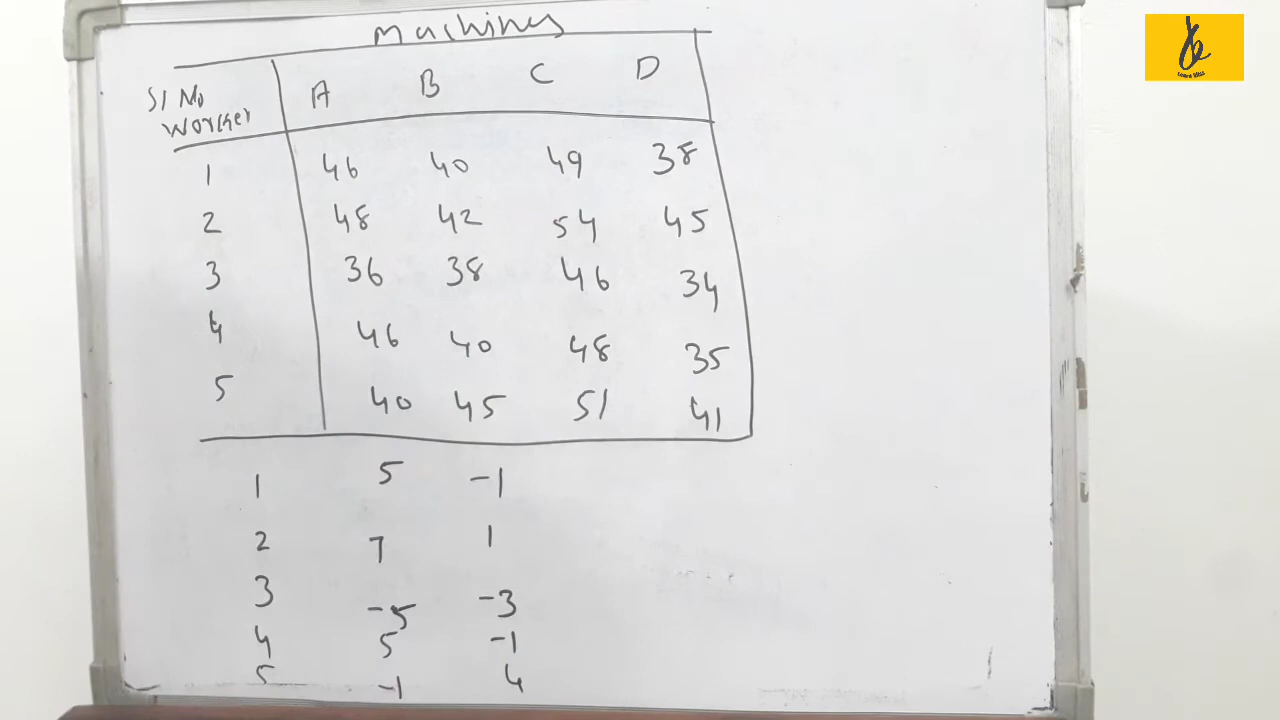 Machines
Sl No
Worker
A B C D
1 46 40 49 38
2 48 42 54 45
3 36 38 46 34
4 46 40 48 35
5 40 45 51 41
1 5 -1
2 7 1
3 -5 -3
4 5 -1
5 -1 4
Learn Bliss